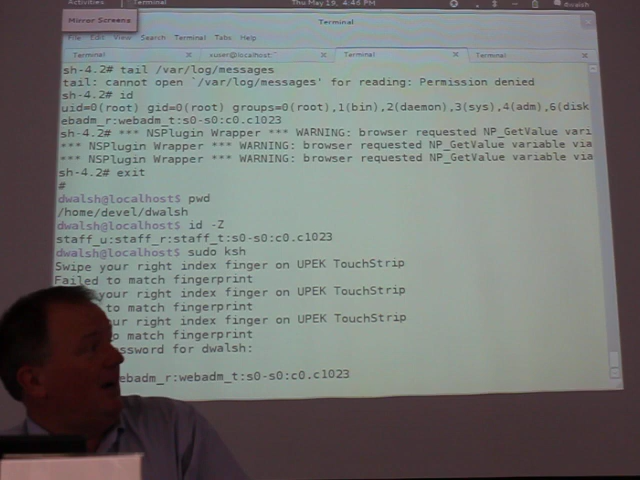 Activities
Thu May 19, 4:46 PM
dwalsh
Mirror Screens
Terminal
File Edit View Search Terminal Tabs Help
Terminal × xuser@localhost:~ × Terminal × Terminal ×
sh-4.2# tail /var/log/messages
tail: cannot open `/var/log/messages' for reading: Permission denied
sh-4.2# id
uid=0(root) gid=0(root) groups=0(root),1(bin),2(daemon),3(sys),4(adm),6(disk
ebadm_r:webadm_t:s0-s0:c0.c1023
sh-4.2# *** NSPlugin Wrapper *** WARNING: browser requested NP_GetValue vari
*** NSPlugin Wrapper *** WARNING: browser requested NP_GetValue variable via
*** NSPlugin Wrapper *** WARNING: browser requested NP_GetValue variable via
sh-4.2# exit
#
dwalsh@localhost$ pwd
/home/devel/dwalsh
dwalsh@localhost$ id -Z
staff_u:staff_r:staff_t:s0-s0:c0.c1023
dwalsh@localhost$ sudo ksh
Swipe your right index finger on UPEK TouchStrip
Failed to match fingerprint
your right index finger on UPEK TouchStrip
to match fingerprint
ur right index finger on UPEK TouchStrip
o match fingerprint
ssword for dwalsh:
ebadm_r:webadm_t:s0-s0:c0.c1023